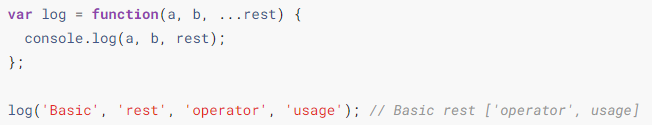 var log = function(a, b, ...rest) {
  console.log(a, b, rest);
};
log('Basic', 'rest', 'operator', 'usage'); // Basic rest ['operator', usage]